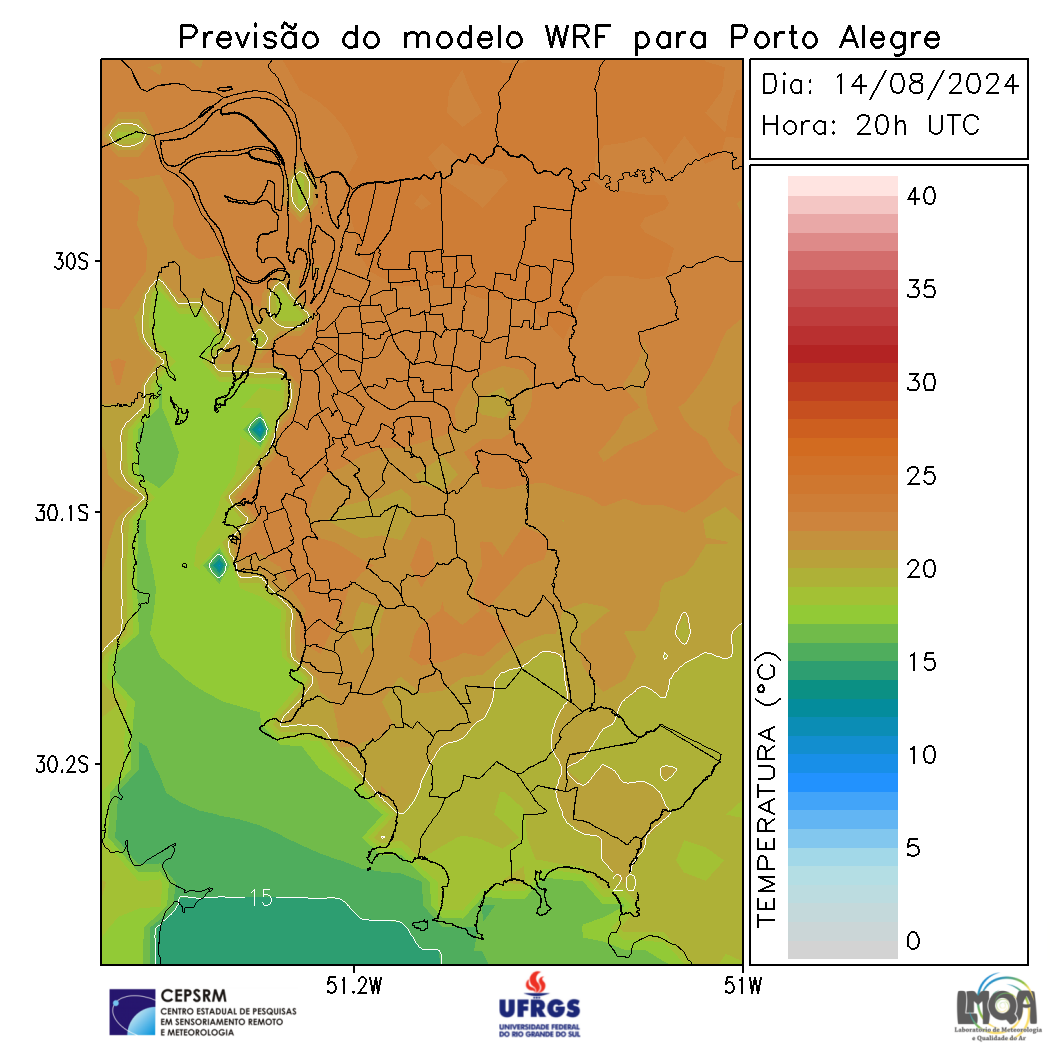 Previsão do modelo WRF para Porto Alegre
Dia: 14/08/2024
Hora: 20h UTC
40
35
30
25
20
15
10
5
0
TEMPERATURA (°C)
30S
30.1S
30.2S
15
20
51.2W
51W
CEPSRM
CENTRO ESTADUAL DE PESQUISAS
EM SENSORIAMENTO REMOTO
E METEOROLOGIA
UFRGS
UNIVERSIDADE FEDERAL
DO RIO GRANDE DO SUL
LMQA
Laboratório de Meteorologia
e Qualidade do Ar